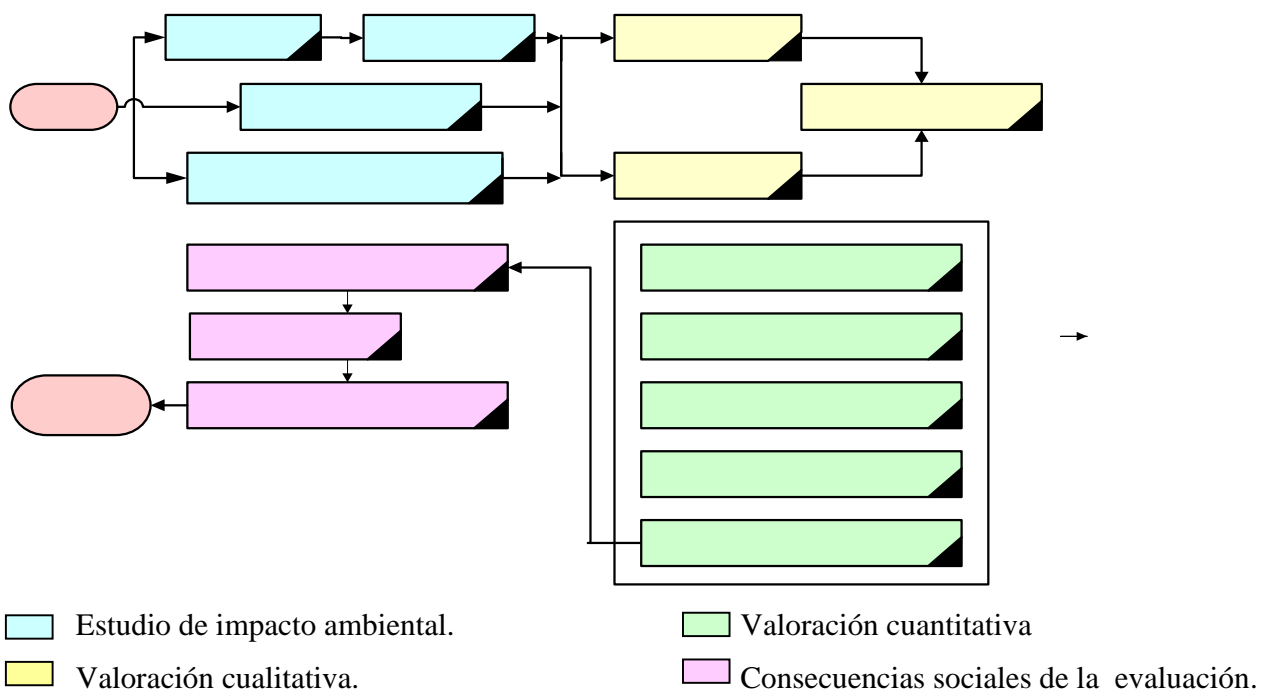 Estudio de impacto ambiental.
Valoración cualitativa.
Valoración cuantitativa
Consecuencias sociales de la evaluación.